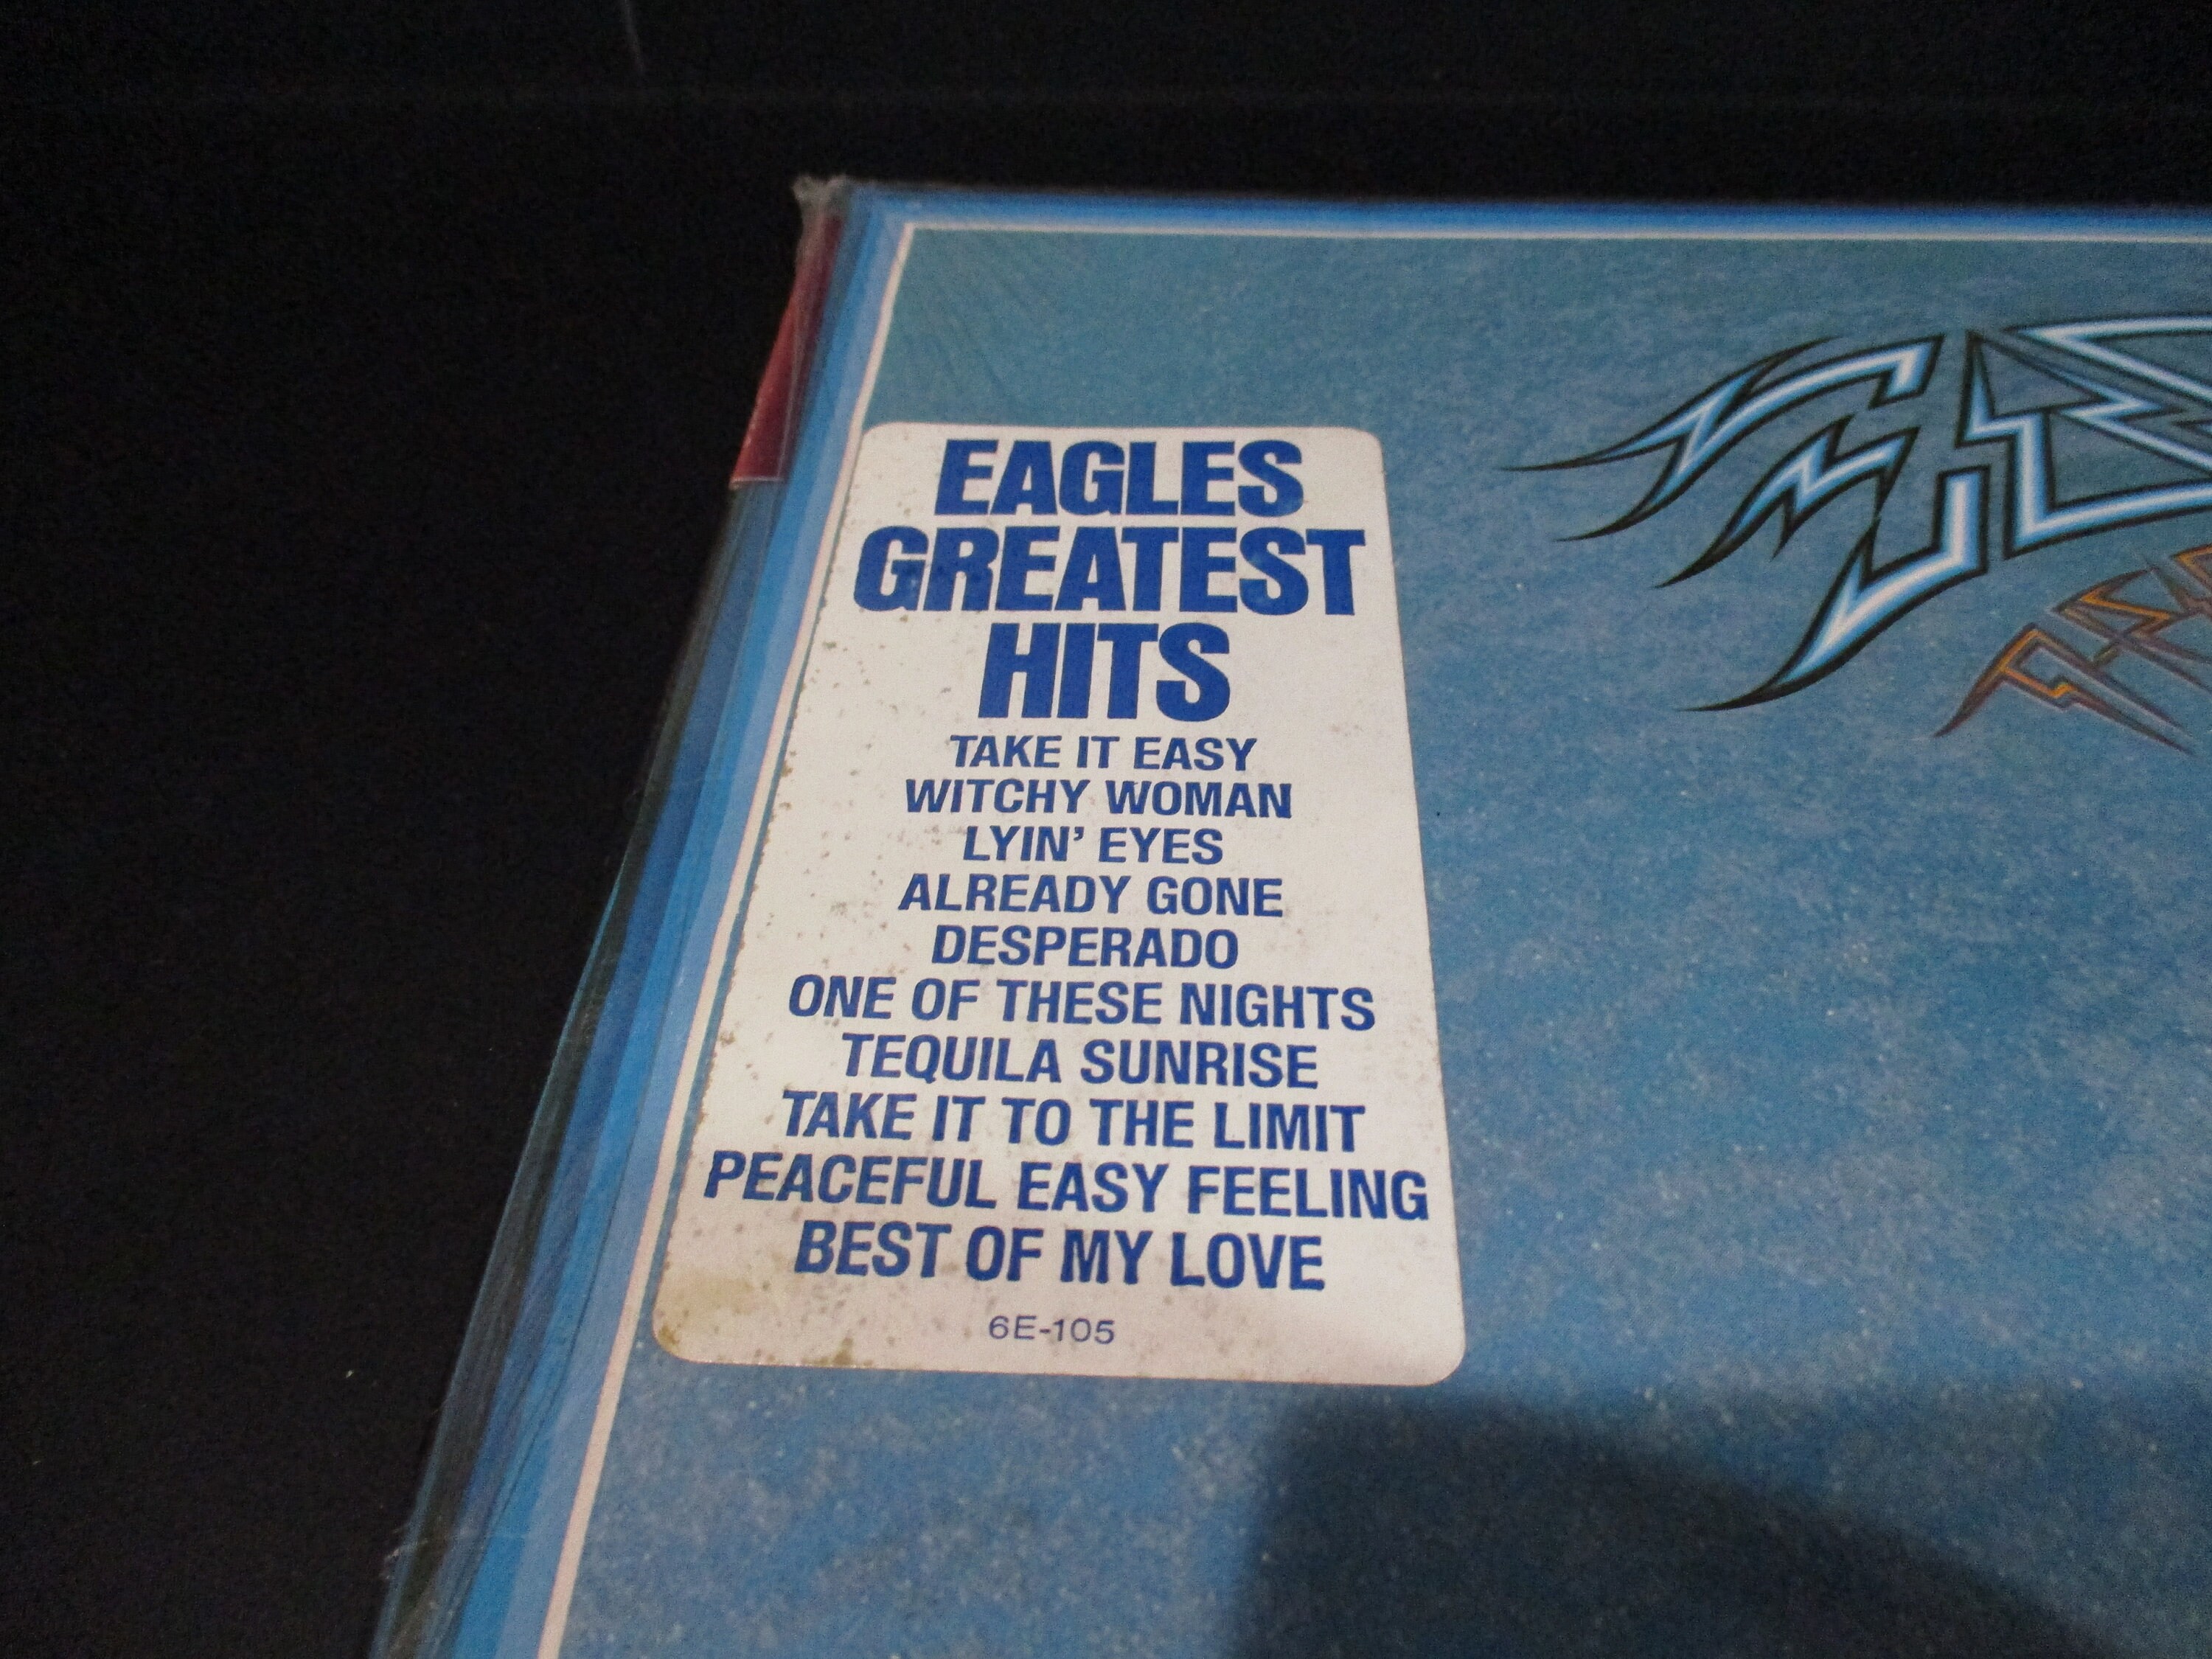 EAGLES
GREATEST
HITS
TAKE IT EASY
WITCHY WOMAN
LYIN' EYES
ALREADY GONE
DESPERADO
ONE OF THESE NIGHTS
TEQUILA SUNRISE
TAKE IT TO THE LIMIT
PEACEFUL EASY FEELING
BEST OF MY LOVE
6E-105